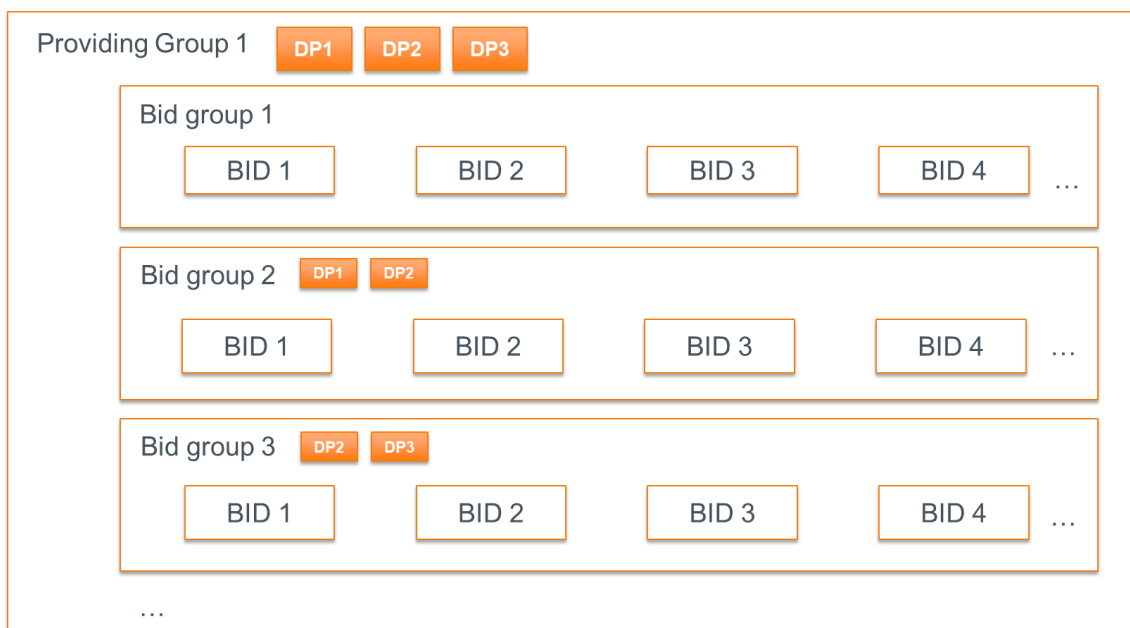 Providing Group 1 DP1 DP2 DP3
Bid group 1
BID 1 BID 2 BID 3 BID 4 ...
Bid group 2 DP1 DP2
BID 1 BID 2 BID 3 BID 4 ...
Bid group 3 DP2 DP3
BID 1 BID 2 BID 3 BID 4 ...
...